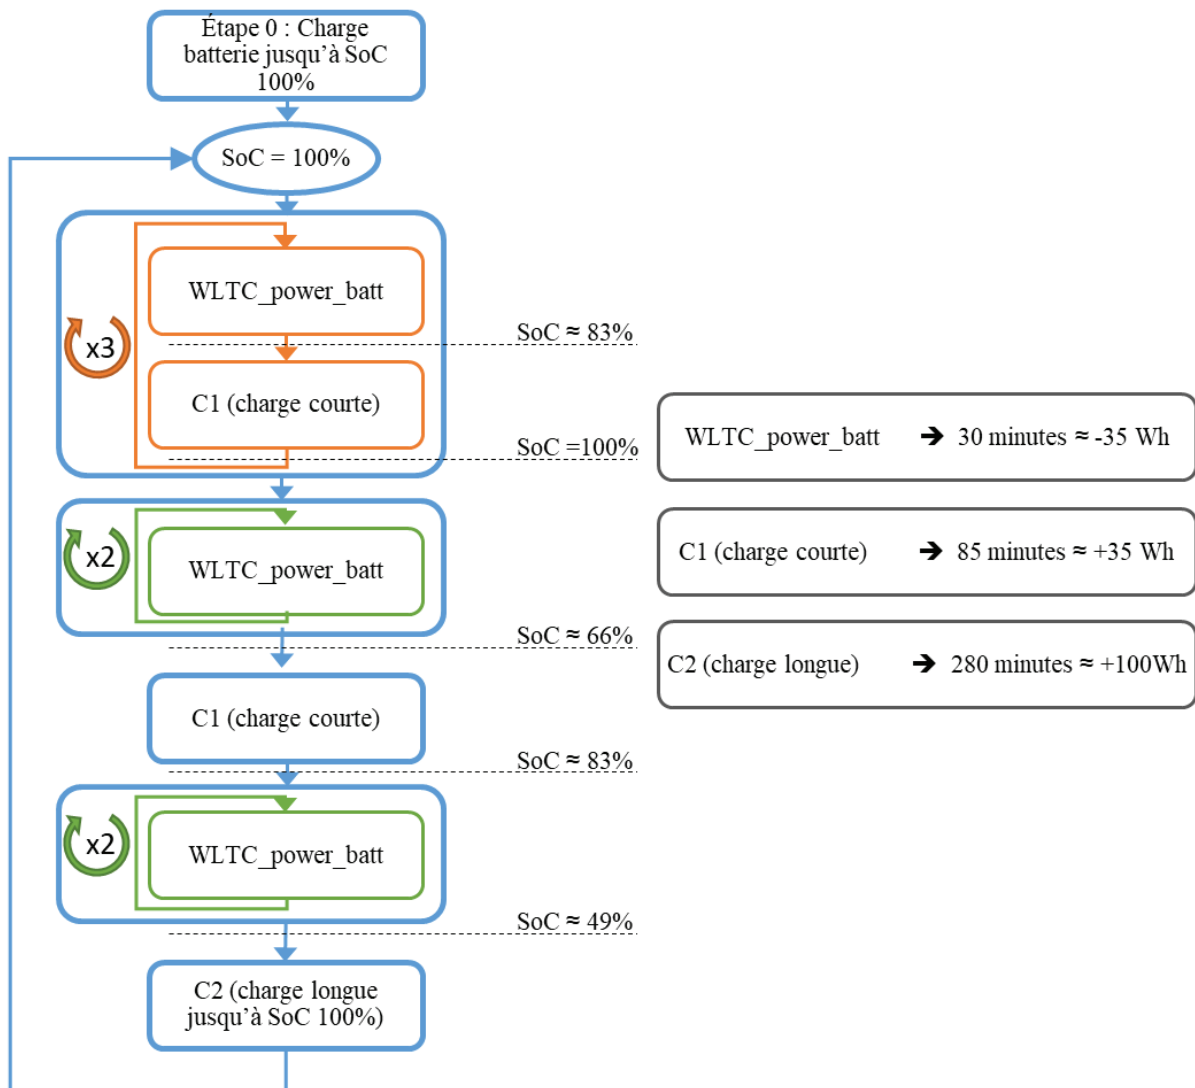 Étape 0 : Charge
batterie jusqu'à SoC
100%
SoC = 100%
WLTC_power_batt
SoC ≈ 83%
x3
C1 (charge courte)
SoC =100%
WLTC_power_batt ➔ 30 minutes ≈ -35 Wh
x2
WLTC_power_batt
C1 (charge courte) ➔ 85 minutes ≈ +35 Wh
SoC ≈ 66%
C2 (charge longue) ➔ 280 minutes ≈ +100Wh
C1 (charge courte)
SoC ≈ 83%
x2
WLTC_power_batt
SoC ≈ 49%
C2 (charge longue
jusqu'à SoC 100%)